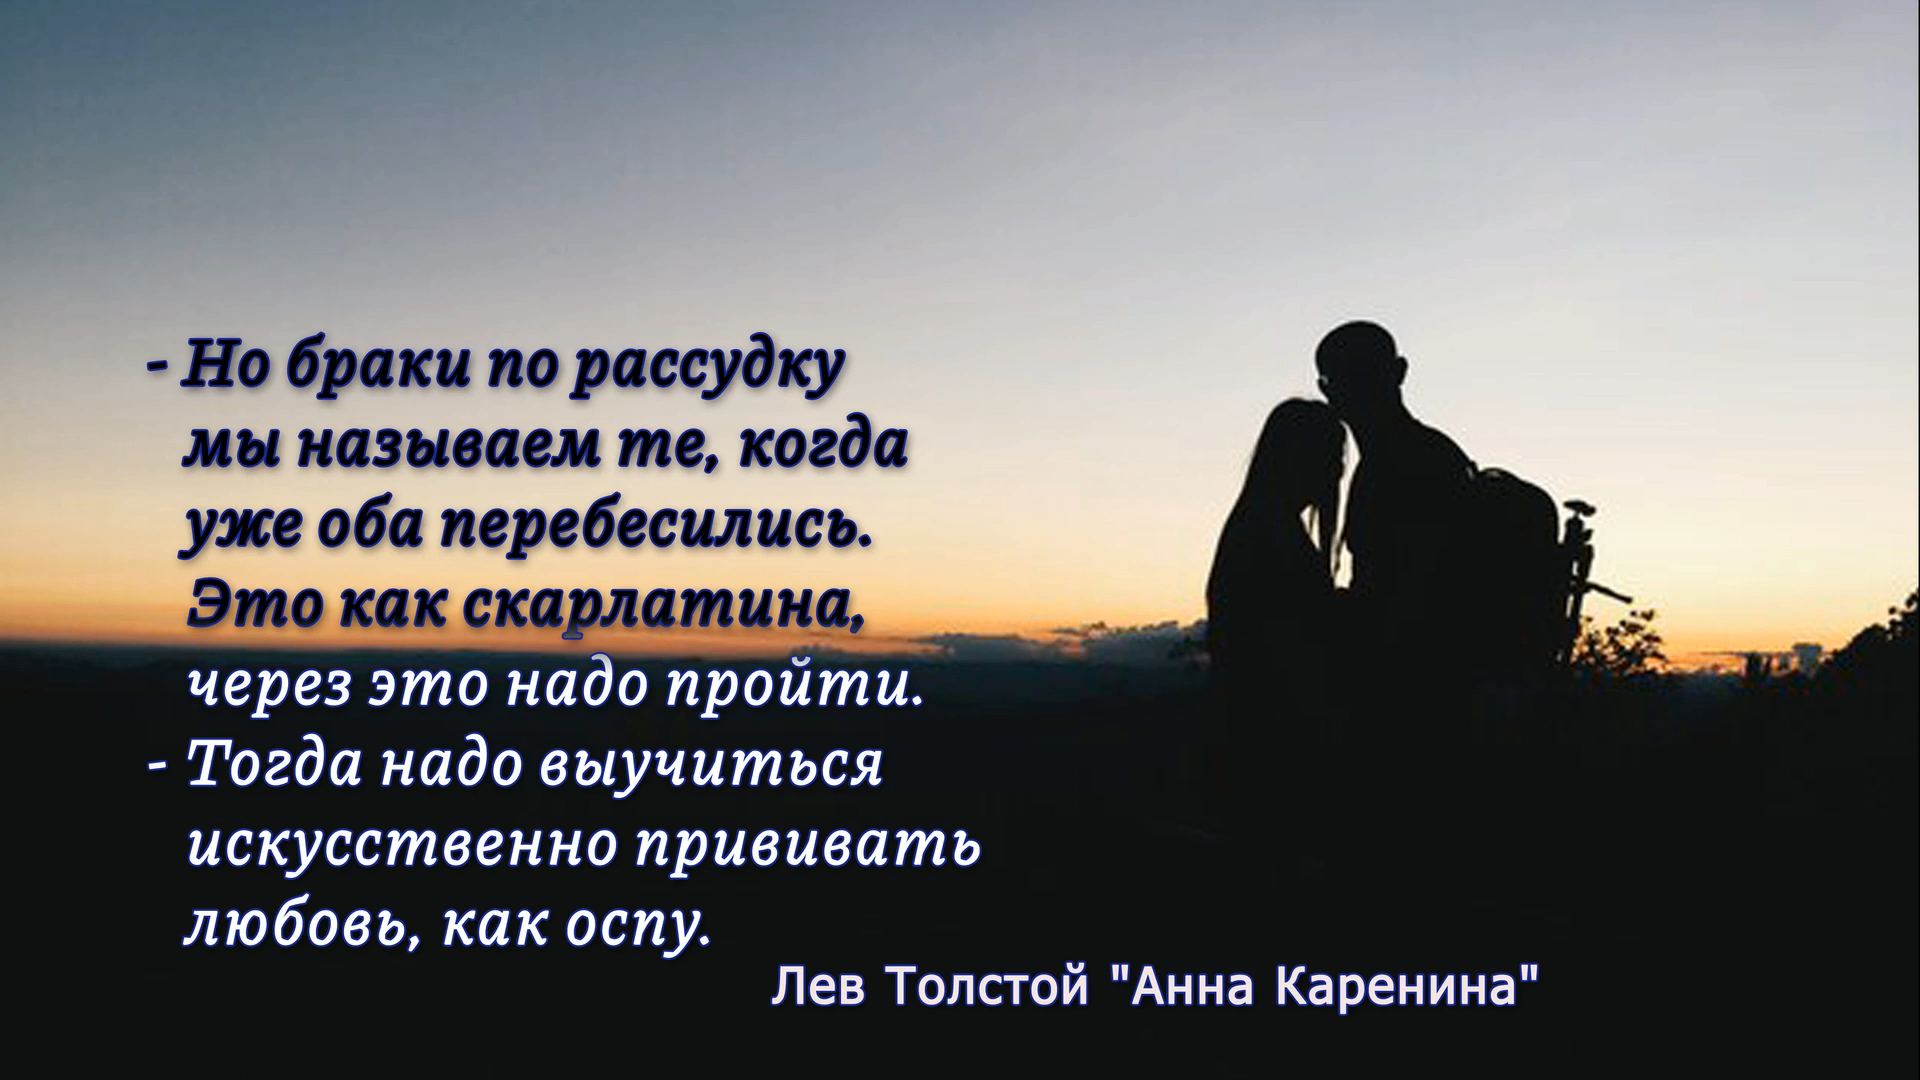 - Но браки по рассудку
мы называем те, когда
уже оба перебесились.
Это как скарлатина,
через это надо пройти.
- Тогда надо выучиться
искусственно прививать
любовь, как оспу.
Лев Толстой "Анна Каренина"